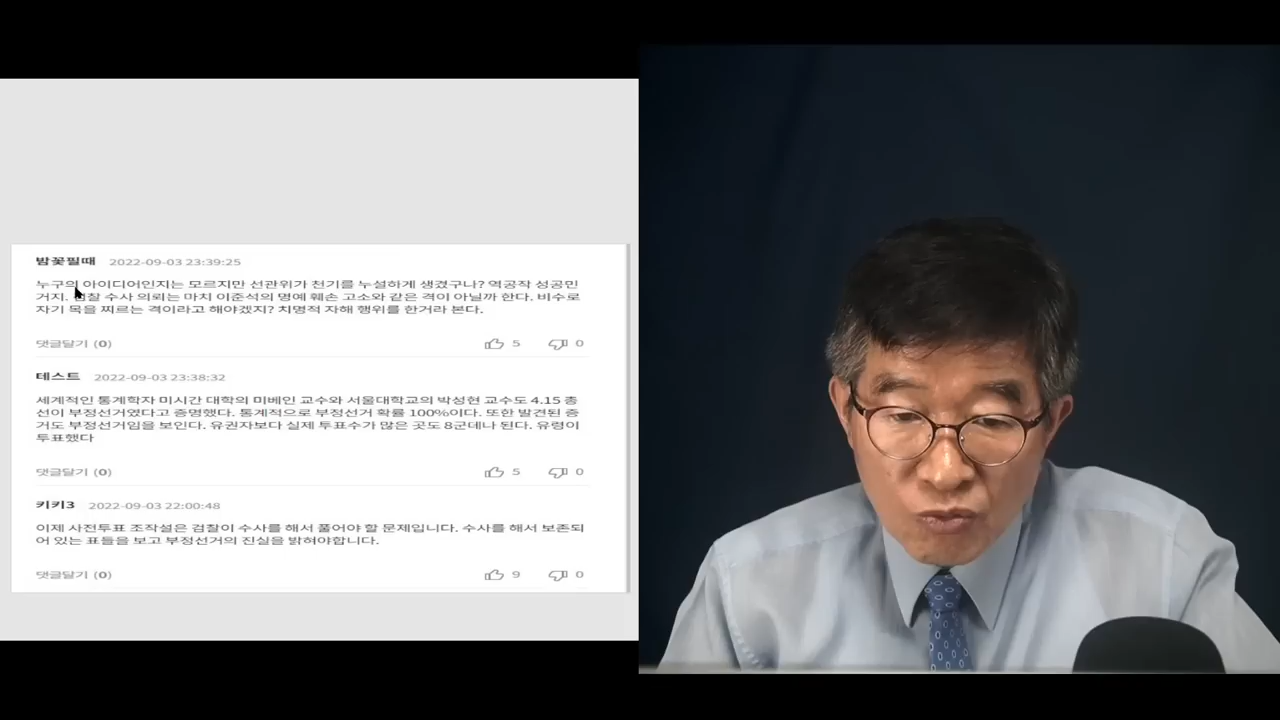 밤꽃필때 2022-09-03 23:39:25
누구의 아이디어인지는 모르지만 선관위가 천기를 누설하게 생겼구나? 역공작 성공민
거지. 검찰 수사 의뢰는 마치 이준석의 명예 훼손 고소와 같은 격이 아닐까 한다. 비수로
자기 목을 찌르는 격이라고 해야겠지? 치명적 자해 행위를 한거라 본다.
댓글달기 (0) 5 0
테스트 2022-09-03 23:38:32
세계적인 통계학자 미시간 대학의 미베인 교수와 서울대학교의 박성현 교수도 4.15 총
선이 부정선거였다고 증명했다. 통계적으로 부정선거 확률 100%이다. 또한 발견된 증
거도 부정선거임을 보인다. 유권자보다 실제 투표수가 많은 곳도 8군데나 된다. 유령이
투표했다
댓글달기 (0) 5 0
키키3 2022-09-03 22:00:48
이제 사전투표 조작설은 검찰이 수사를 해서 풀어야 할 문제입니다. 수사를 해서 보존되
어 있는 표들을 보고 부정선거의 진실을 밝혀야합니다.
댓글달기 (0) 9 0